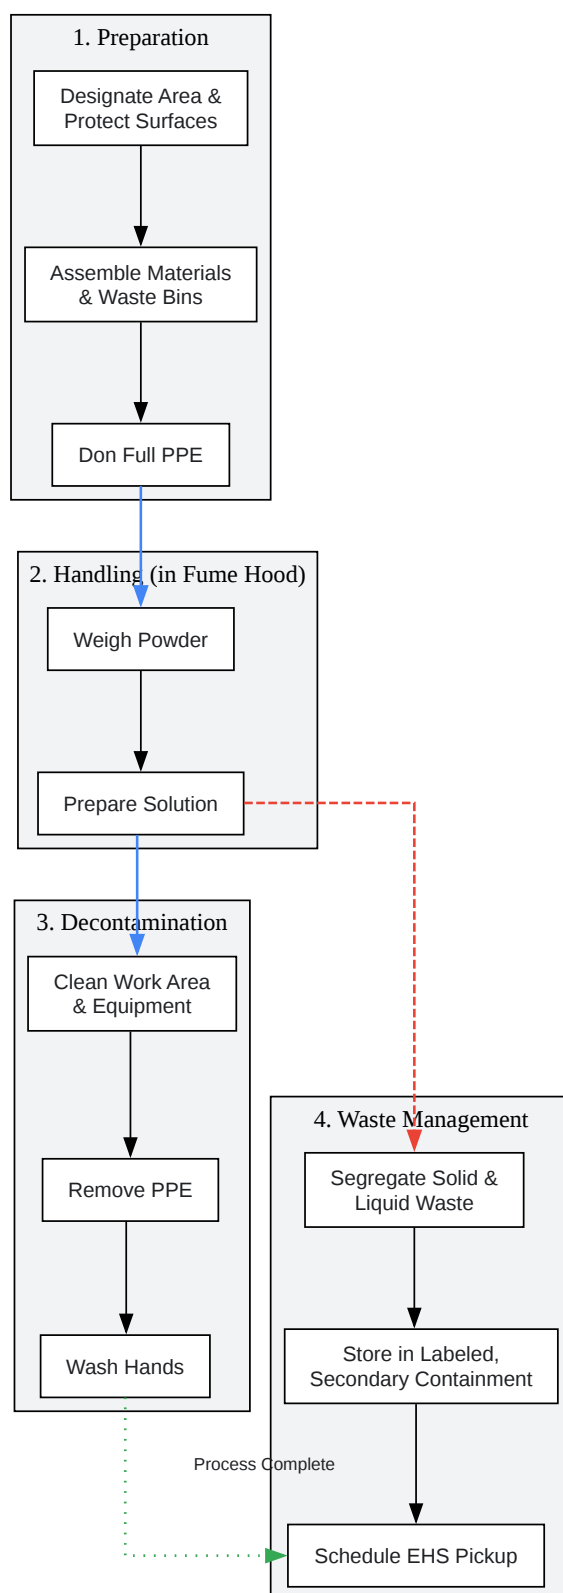 1. Preparation
Designate Area &
Protect Surfaces
Assemble Materials
& Waste Bins
Don Full PPE
2. Handling (in Fume Hood)
Weigh Powder
Prepare Solution
3. Decontamination
Clean Work Area
& Equipment
Remove PPE
Wash Hands
4. Waste Management
Segregate Solid &
Liquid Waste
Store in Labeled,
Secondary Containment
Process Complete
Schedule EHS Pickup